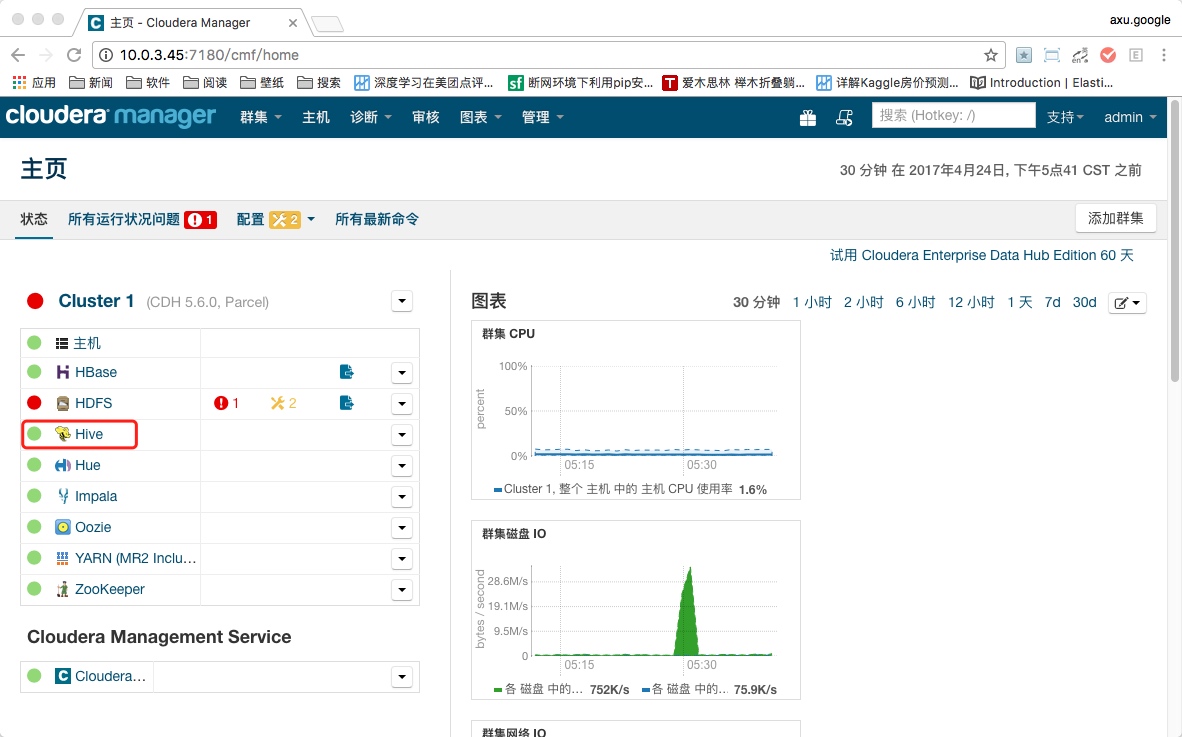 主页 - Cloudera Manager
axu.google
10.0.3.45:7180/cmf/home
应用 新闻 软件 阅读 壁纸 搜索 深度学习在美团点评... sf 断网环境下利用pip安... T 爱木思林 榉木折叠躺... 详解Kaggle房价预测... Introduction | Elasti...
cloudera manager 群集 主机 诊断 审核 图表 管理 搜索 (Hotkey: /) 支持 admin
主页
30 分钟 在 2017年4月24日, 下午5点41 CST 之前
状态 所有运行状况问题 1 配置 2 所有最新命令 添加群集
试用 Cloudera Enterprise Data Hub Edition 60 天
Cluster 1 (CDH 5.6.0, Parcel)
主机
HBase
HDFS 1 2
Hive
Hue
Impala
Oozie
YARN (MR2 Inclu...
ZooKeeper
Cloudera Management Service
C Cloudera...
图表 30 分钟 1 小时 2 小时 6 小时 12 小时 1 天 7d 30d
群集 CPU
percent
100%
50%
0%
05:15 05:30
Cluster 1, 整个 主机 中的 主机 CPU 使用率 1.6%
群集磁盘 IO
bytes / second
28.6M/s
19.1M/s
9.5M/s
0
05:15 05:30
各 磁盘 中的... 752K/s 各 磁盘 中的... 75.9K/s
群集网络 IO